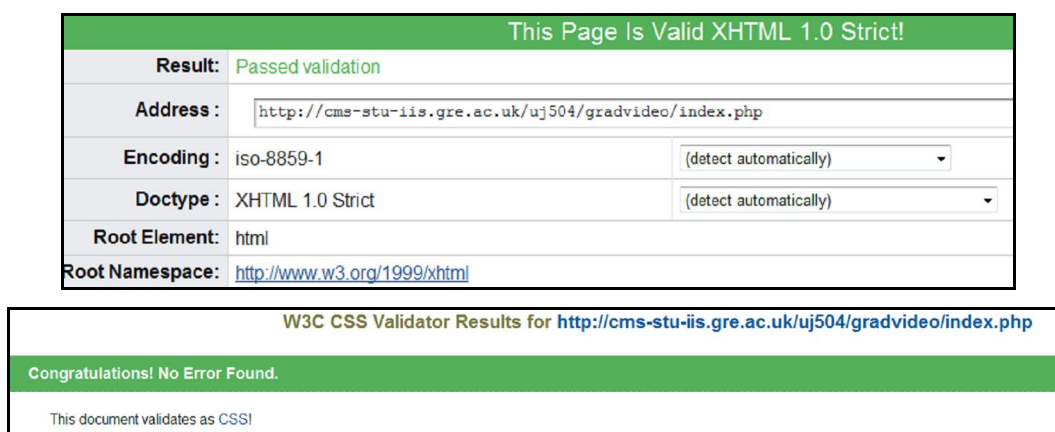 This Page Is Valid XHTML 1.0 Strict!
Result: Passed validation
Address : http://cms-stu-iis.gre.ac.uk/uj504/gradvideo/index.php
Encoding : iso-8859-1 (detect automatically)
Doctype : XHTML 1.0 Strict (detect automatically)
Root Element: html
Root Namespace: http://www.w3.org/1999/xhtml
W3C CSS Validator Results for http://cms-stu-iis.gre.ac.uk/uj504/gradvideo/index.php
Congratulations! No Error Found.
This document validates as CSS!